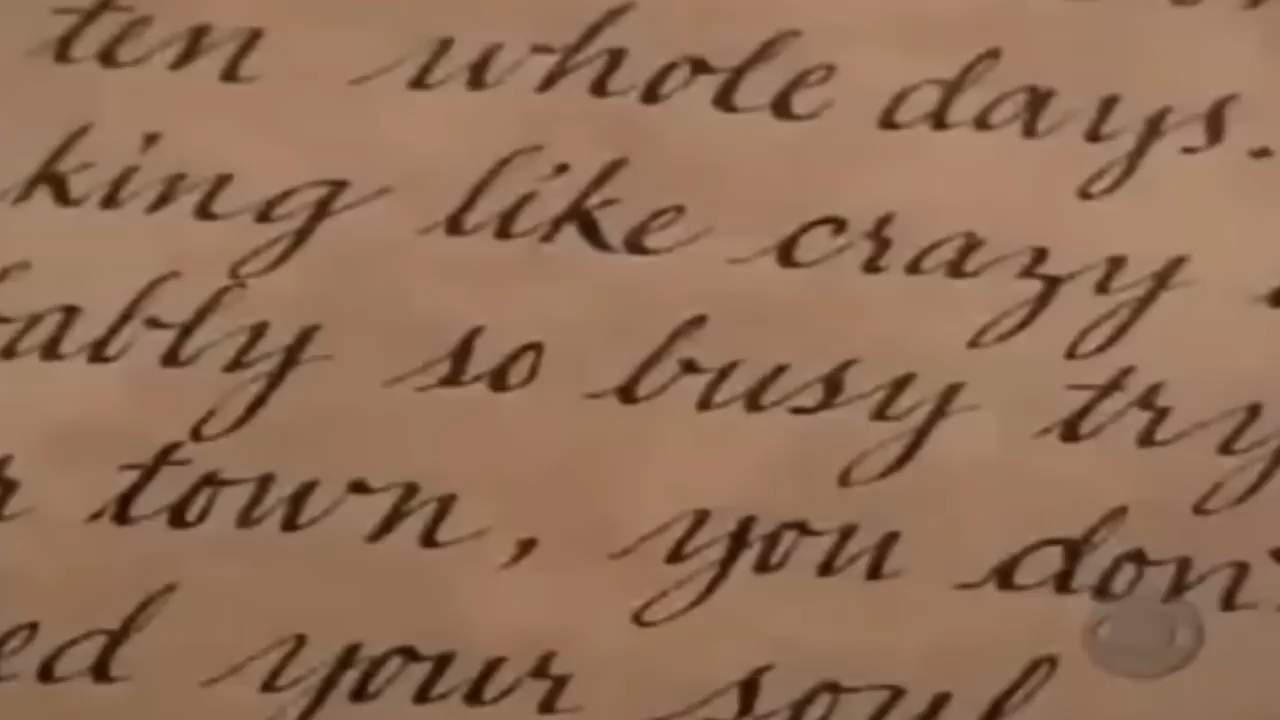 ten whole days.
king like crazy
ably so busy try
r town, you don'
ed your soul